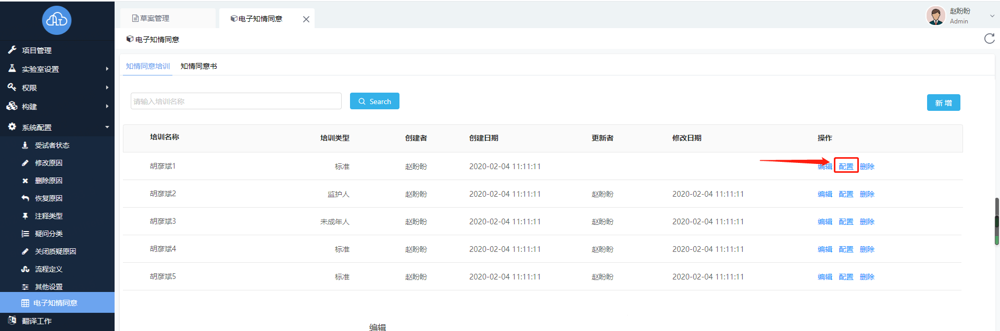 草案管理
电子知情同意
赵盼盼
Admin
电子知情同意
项目管理
实验室设置
权限
构建
系统配置
受试者状态
修改原因
删除原因
恢复原因
注释类型
疑问分类
关闭质疑原因
流程定义
其他设置
电子知情同意
翻译工作
知情同意培训 知情同意书
请输入培训名称 Search 新 增
培训名称 培训类型 创建者 创建日期 更新者 修改日期 操作
胡彦斌1 标准 赵盼盼 2020-02-04 11:11:11 编辑 配置 删除
胡彦斌2 监护人 赵盼盼 2020-02-04 11:11:11 赵盼盼 2020-02-04 11:11:11 编辑 配置 删除
胡彦斌3 未成年人 赵盼盼 2020-02-04 11:11:11 赵盼盼 2020-02-04 11:11:11 编辑 配置 删除
胡彦斌4 标准 赵盼盼 2020-02-04 11:11:11 赵盼盼 2020-02-04 11:11:11 编辑 配置 删除
胡彦斌5 标准 赵盼盼 2020-02-04 11:11:11 赵盼盼 2020-02-04 11:11:11 编辑 配置 删除
编辑